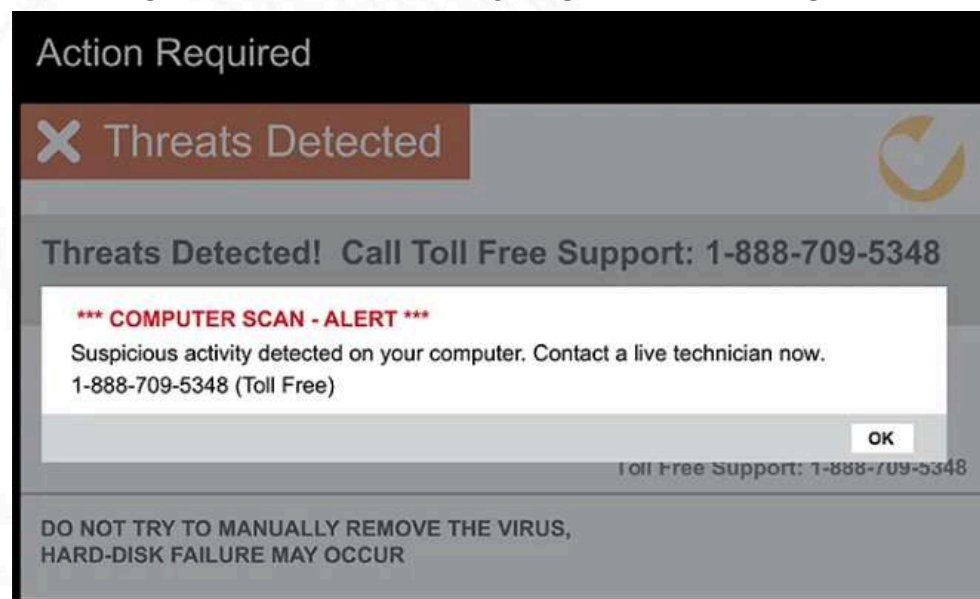 Action Required
Threats Detected
Threats Detected! Call Toll Free Support: 1-888-709-5348
*** COMPUTER SCAN - ALERT ***
Suspicious activity detected on your computer. Contact a live technician now.
1-888-709-5348 (Toll Free)
OK
Toll Free Support: 1-888-709-5348
DO NOT TRY TO MANUALLY REMOVE THE VIRUS,
HARD-DISK FAILURE MAY OCCUR